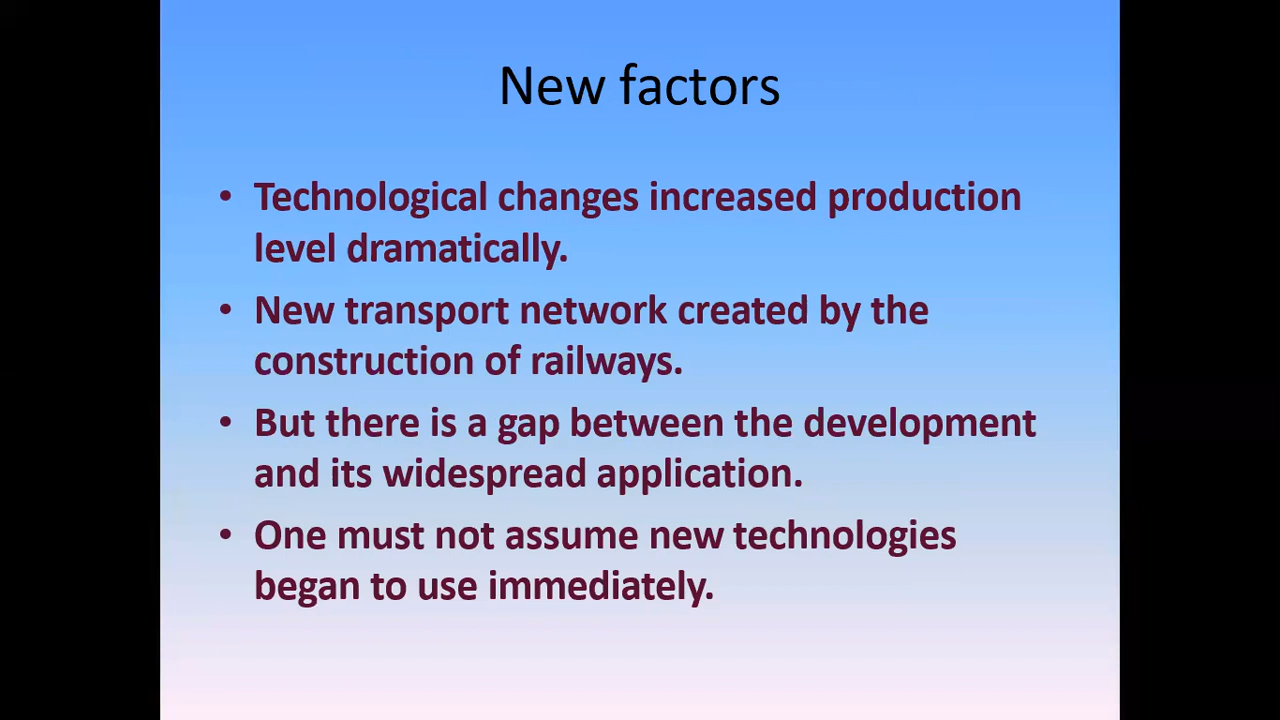 New factors
• Technological changes increased production
level dramatically.
• New transport network created by the
construction of railways.
• But there is a gap between the development
and its widespread application.
• One must not assume new technologies
began to use immediately.